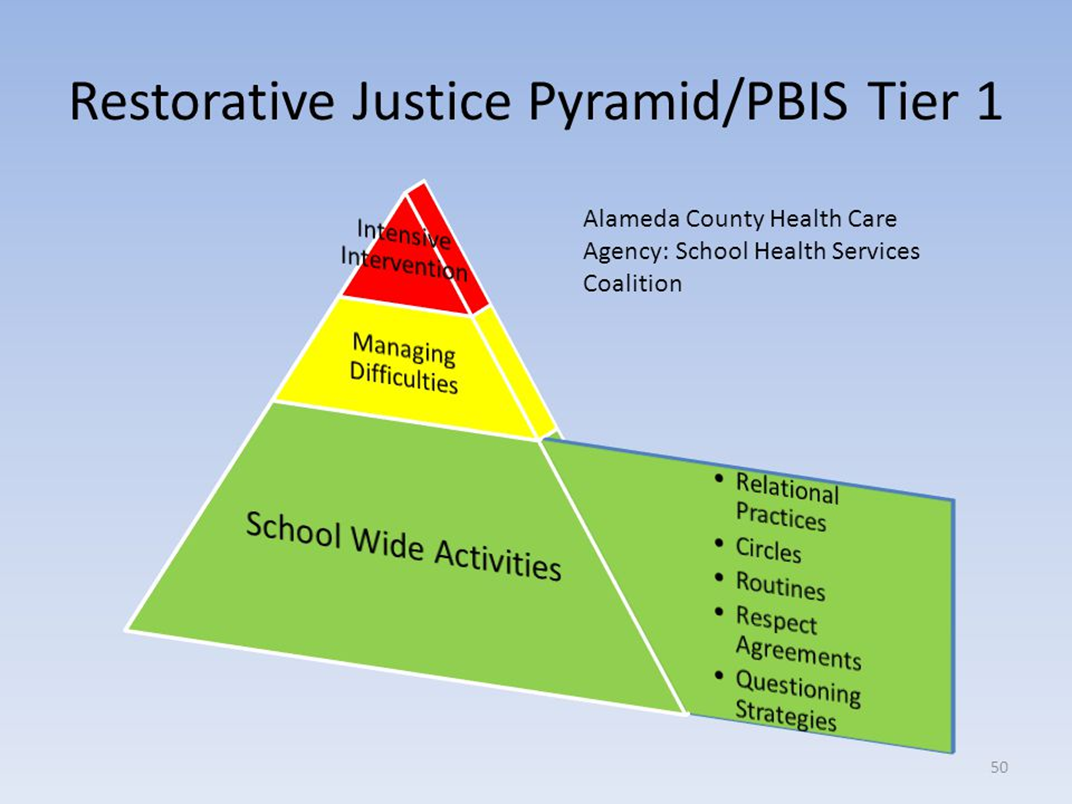 Restorative Justice Pyramid/PBIS Tier 1
Alameda County Health Care
Agency: School Health Services
Coalition
Intensive
Intervention
Managing
Difficulties
School Wide Activities
• Relational
Practices
• Circles
• Routines
• Respect
Agreements
• Questioning
Strategies
50